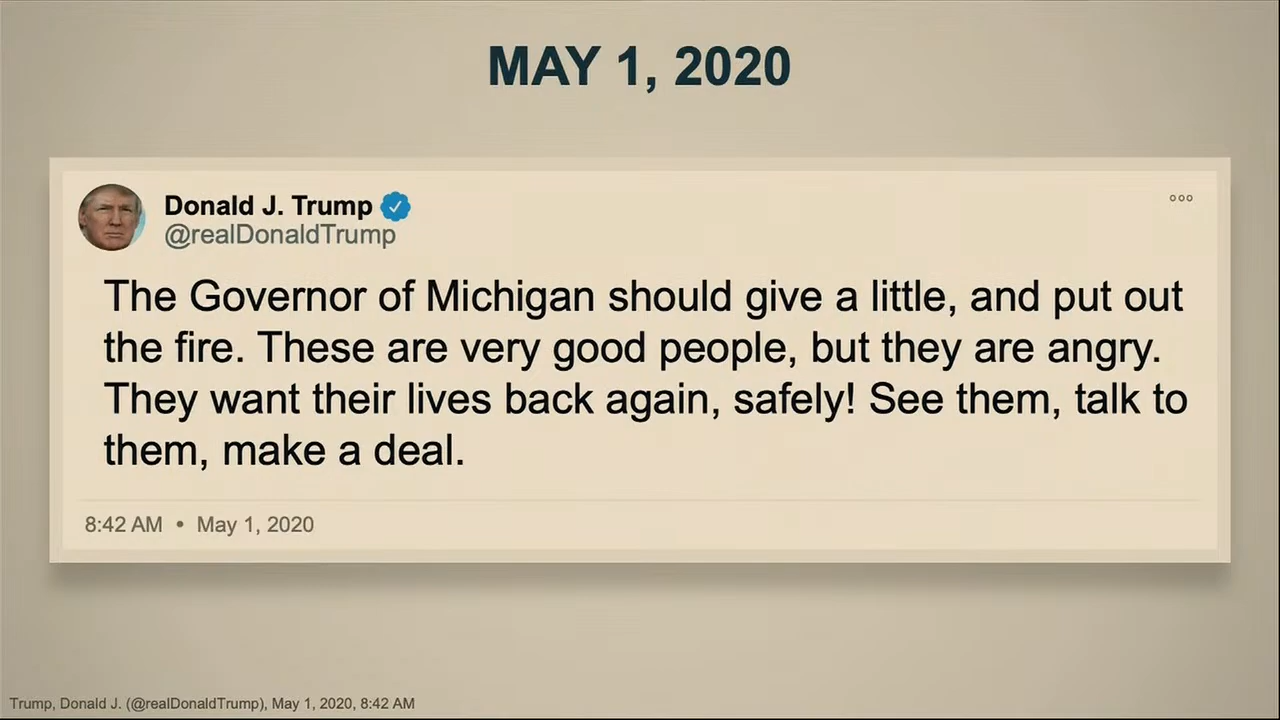 MAY 1, 2020
Donald J. Trump
@realDonaldTrump
The Governor of Michigan should give a little, and put out
the fire. These are very good people, but they are angry.
They want their lives back again, safely! See them, talk to
them, make a deal.
8:42 AM • May 1, 2020
Trump, Donald J. (@realDonaldTrump), May 1, 2020, 8:42 AM